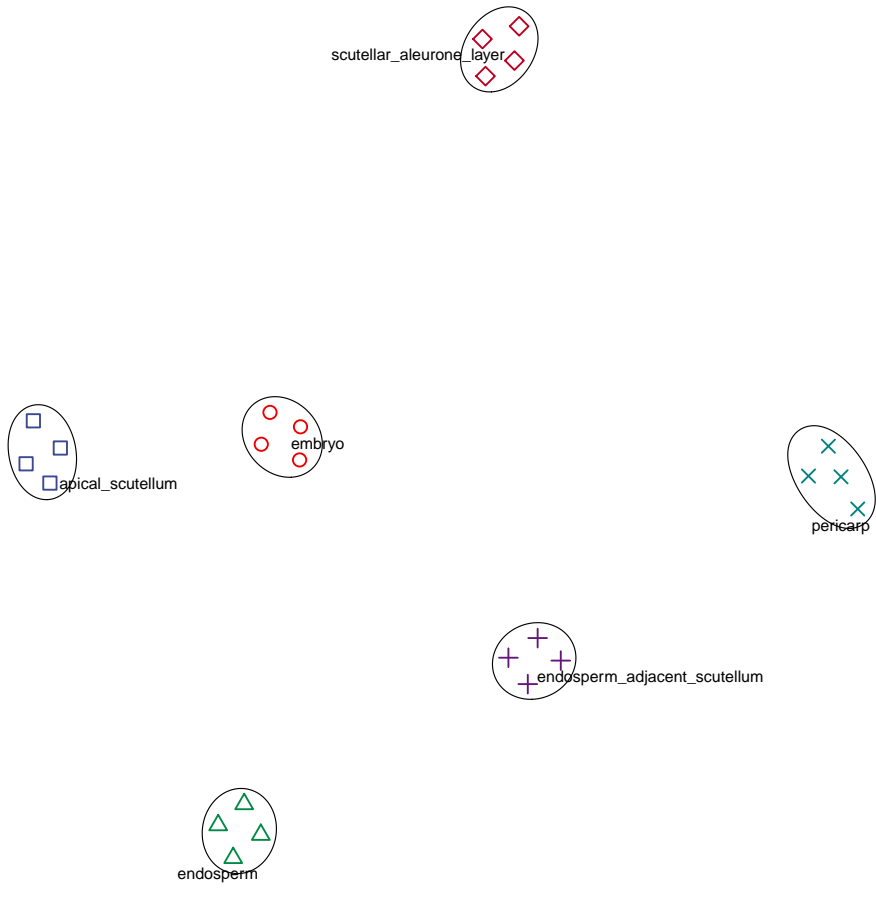 scutellar_aleurone_layer
embryo
apical_scutellum
pericarp
endosperm_adjacent_scutellum
endosperm